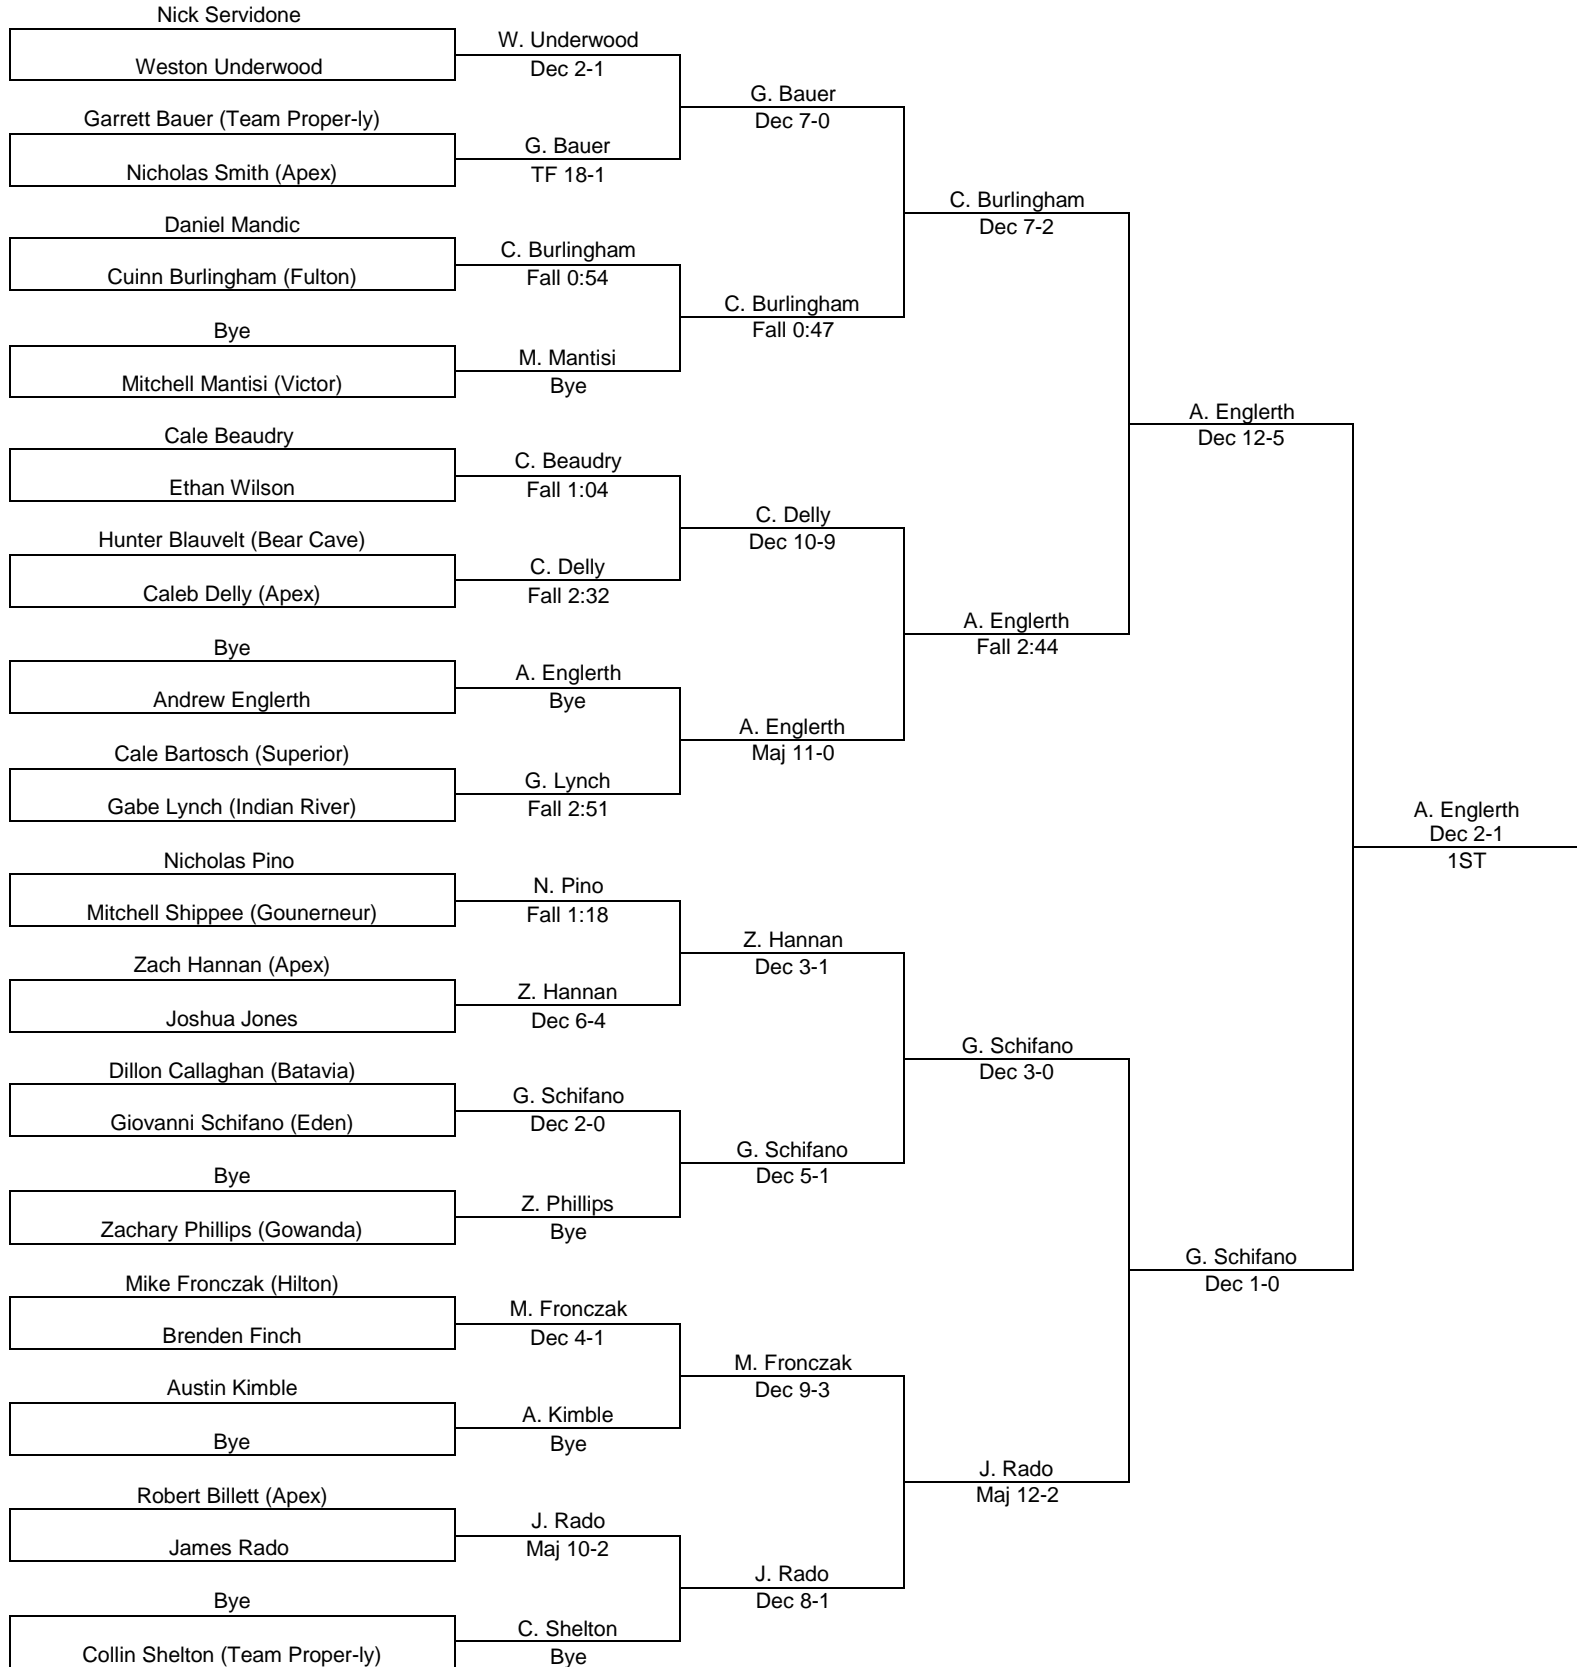 Nick Servidone
Weston Underwood
Garrett Bauer (Team Proper-ly)
Nicholas Smith (Apex)
Daniel Mandic
Cuinn Burlingham (Fulton)
Bye
Mitchell Mantisi (Victor)
Cale Beaudry
Ethan Wilson
Hunter Blauvelt (Bear Cave)
Caleb Delly (Apex)
Bye
Andrew Englerth
Cale Bartosch (Superior)
Gabe Lynch (Indian River)
Nicholas Pino
Mitchell Shippee (Gounerneur)
Zach Hannan (Apex)
Joshua Jones
Dillon Callaghan (Batavia)
Giovanni Schifano (Eden)
Bye
Zachary Phillips (Gowanda)
Mike Fronczak (Hilton)
Brenden Finch
Austin Kimble
Bye
Robert Billett (Apex)
James Rado
Bye
Collin Shelton (Team Proper-ly)
W. Underwood
Dec 2-1
G. Bauer
TF 18-1
C. Burlingham
Fall 0:54
M. Mantisi
Bye
C. Beaudry
Fall 1:04
C. Delly
Fall 2:32
A. Englerth
Bye
G. Lynch
Fall 2:51
N. Pino
Fall 1:18
Z. Hannan
Dec 6-4
G. Schifano
Dec 2-0
Z. Phillips
Bye
M. Fronczak
Dec 4-1
A. Kimble
Bye
J. Rado
Maj 10-2
C. Shelton
Bye
G. Bauer
Dec 7-0
C. Burlingham
Fall 0:47
C. Delly
Dec 10-9
A. Englerth
Maj 11-0
Z. Hannan
Dec 3-1
G. Schifano
Dec 5-1
M. Fronczak
Dec 9-3
J. Rado
Dec 8-1
C. Burlingham
Dec 7-2
A. Englerth
Fall 2:44
G. Schifano
Dec 3-0
J. Rado
Maj 12-2
A. Englerth
Dec 12-5
G. Schifano
Dec 1-0
A. Englerth
Dec 2-1
1ST